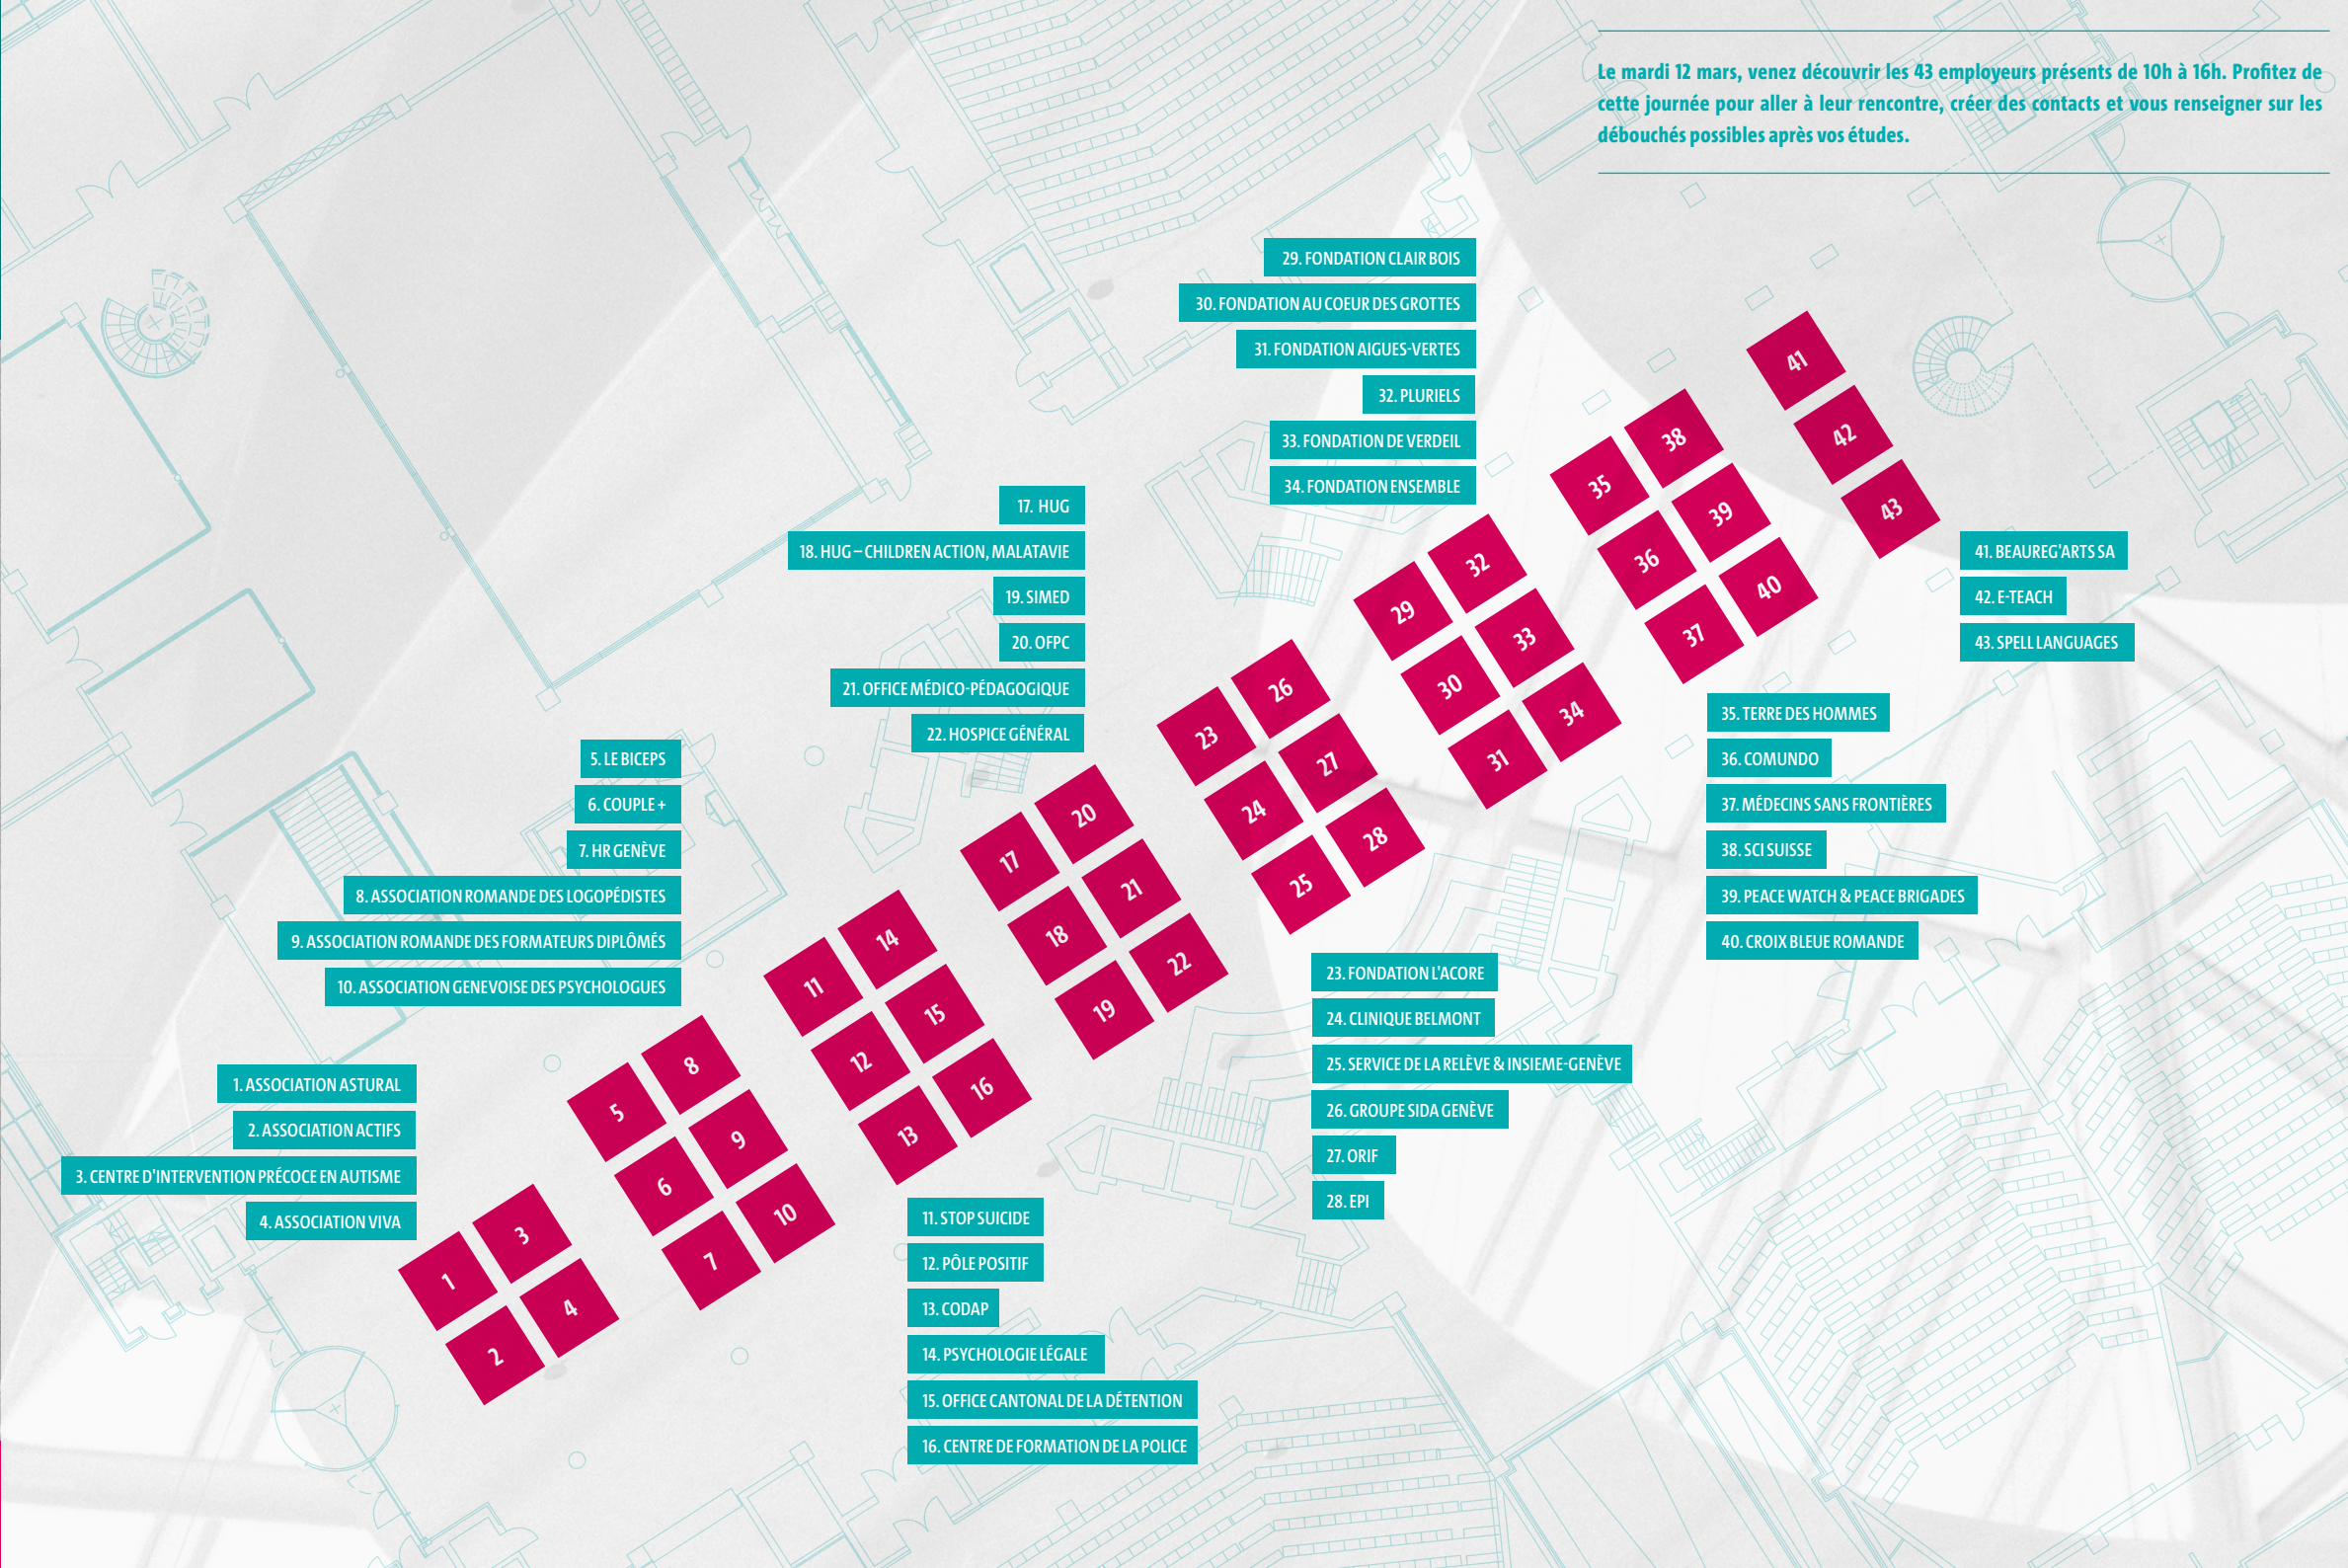 Le mardi 12 mars, venez découvrir les 43 employeurs présents de 10h à 16h. Profitez de
cette journée pour aller à leur rencontre, créer des contacts et vous renseigner sur les
débouchés possibles après vos études.
29. FONDATION CLAIR BOIS
30. FONDATION AU COEUR DES GROTTES
31. FONDATION AIGUES-VERTES
32. PLURIELS
33. FONDATION DE VERDEIL
34. FONDATION ENSEMBLE
17. HUG
18. HUG – CHILDREN ACTION, MALATAVIE
19. SIMED
20. OFPC
21. OFFICE MÉDICO-PÉDAGOGIQUE
22. HOSPICE GÉNÉRAL
41. BEAUREG'ARTS SA
42. E-TEACH
43. SPELL LANGUAGES
35. TERRE DES HOMMES
36. COMUNDO
37. MÉDECINS SANS FRONTIÈRES
38. SCI SUISSE
39. PEACE WATCH & PEACE BRIGADES
40. CROIX BLEUE ROMANDE
5. LE BICEPS
6. COUPLE +
7. HR GENÈVE
8. ASSOCIATION ROMANDE DES LOGOPÉDISTES
9. ASSOCIATION ROMANDE DES FORMATEURS DIPLÔMÉS
10. ASSOCIATION GENEVOISE DES PSYCHOLOGUES
23. FONDATION L'ACORE
24. CLINIQUE BELMONT
25. SERVICE DE LA RELÈVE & INSIEME-GENÈVE
26. GROUPE SIDA GENÈVE
27. ORIF
28. EPI
1. ASSOCIATION ASTURAL
2. ASSOCIATION ACTIFS
3. CENTRE D'INTERVENTION PRÉCOCE EN AUTISME
4. ASSOCIATION VIVA
11. STOP SUICIDE
12. PÔLE POSITIF
13. CODAP
14. PSYCHOLOGIE LÉGALE
15. OFFICE CANTONAL DE LA DÉTENTION
16. CENTRE DE FORMATION DE LA POLICE
1
2
3
4
5
6
7
8
9
10
11
12
13
14
15
16
17
18
19
20
21
22
23
24
25
26
27
28
29
30
31
32
33
34
35
36
37
38
39
40
41
42
43